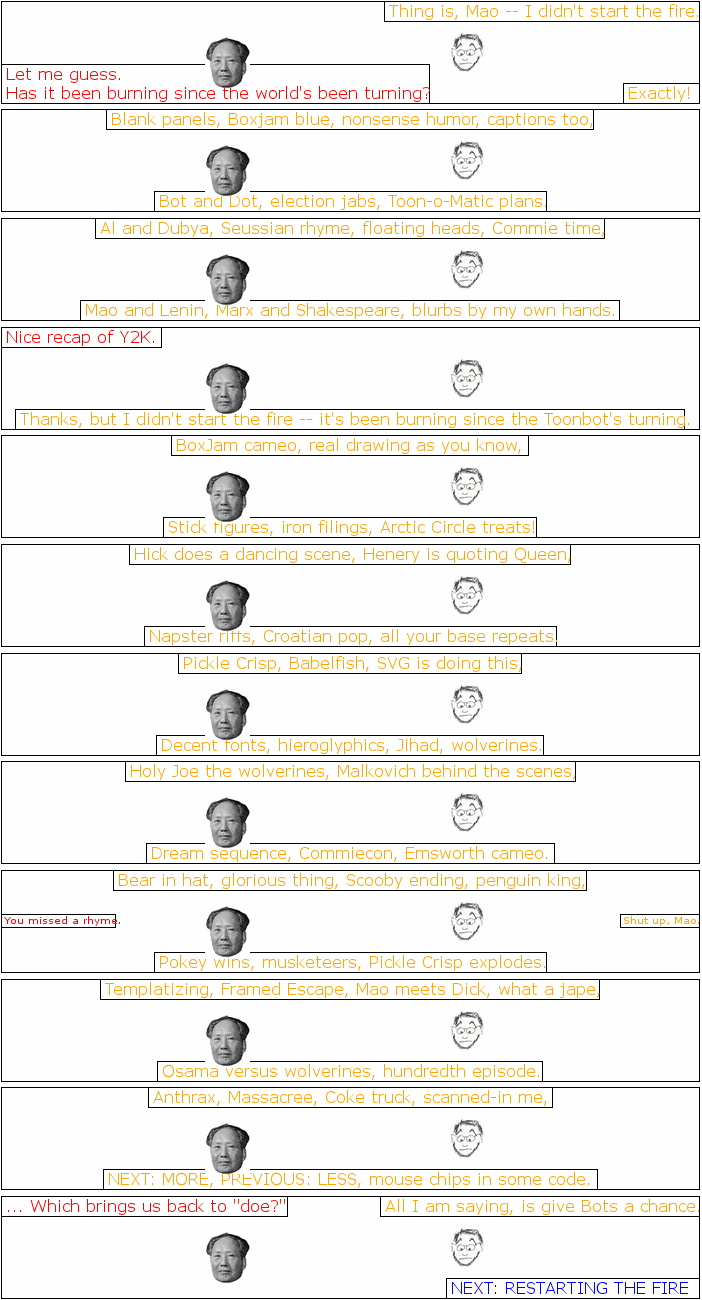 Thing is, Mao -- I didn't start the fire.
Let me guess.
Has it been burning since the world's been turning?
Exactly!
Blank panels, Boxjam blue, nonsense humor, captions too,
Bot and Dot, election jabs, Toon-o-Matic plans.
Al and Dubya, Seussian rhyme, floating heads, Commie time,
Mao and Lenin, Marx and Shakespeare, blurbs by my own hands.
Nice recap of Y2K.
Thanks, but I didn't start the fire -- it's been burning since the Toonbot's turning.
BoxJam cameo, real drawing as you know,
Stick figures, iron filings, Arctic Circle treats!
Hick does a dancing scene, Henery is quoting Queen,
Napster riffs, Croatian pop, all your base repeats.
Pickle Crisp, Babelfish, SVG is doing this,
Decent fonts, hieroglyphics, Jihad, wolverines.
Holy Joe the wolverines, Malkovich behind the scenes,
Dream sequence, Commiecon, Emsworth cameo.
Bear in hat, glorious thing, Scooby ending, penguin king,
You missed a rhyme.
Shut up, Mao.
Pokey wins, musketeers, Pickle Crisp explodes.
Templatizing, Framed Escape, Mao meets Dick, what a jape,
Osama versus wolverines, hundredth episode.
Anthrax, Massacree, Coke truck, scanned-in me,
NEXT: MORE, PREVIOUS: LESS, mouse chips in some code.
... Which brings us back to "doe?"
All I am saying, is give Bots a chance.
NEXT: RESTARTING THE FIRE